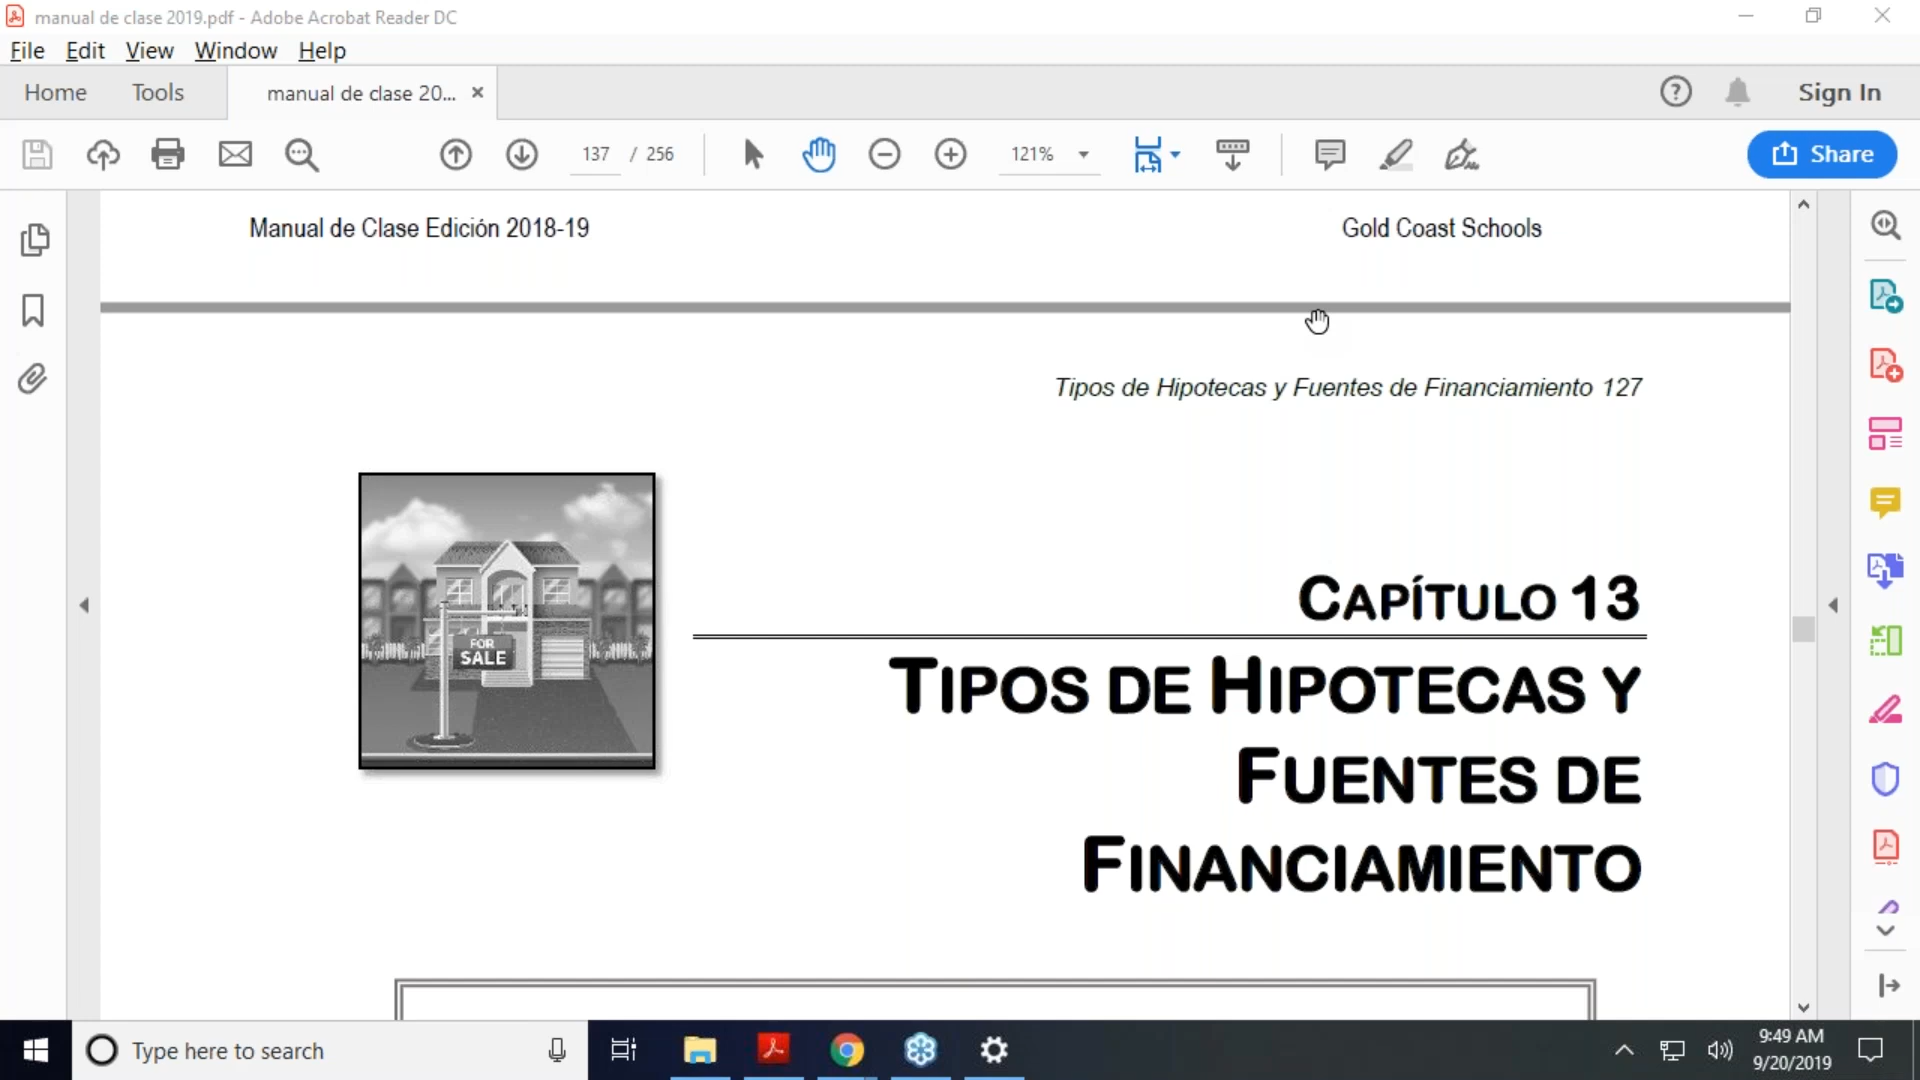 manual de clase 2019.pdf - Adobe Acrobat Reader DC
File Edit View Window Help
Home Tools manual de clase 20... × Sign In
137 / 256 121% Share
Manual de Clase Edición 2018-19 Gold Coast Schools
Tipos de Hipotecas y Fuentes de Financiamiento 127
FOR
SALE
CAPÍTULO 13
TIPOS DE HIPOTECAS Y
FUENTES DE
FINANCIAMIENTO
Type here to search
9:49 AM
9/20/2019